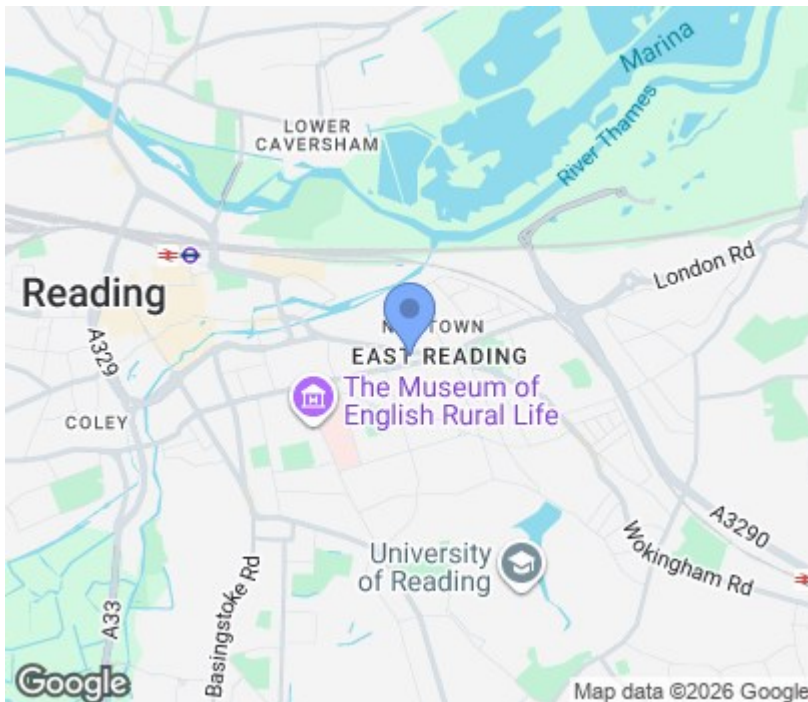 Marina
River Thames
LOWER
CAVERSHAM
London Rd
Reading
TOWN
EAST READING
A329
The Museum of
English Rural Life
COLEY
A3290
University
of Reading
Wokingham Rd
Basingstoke Rd
A33
Google
Map data ©2026 Google